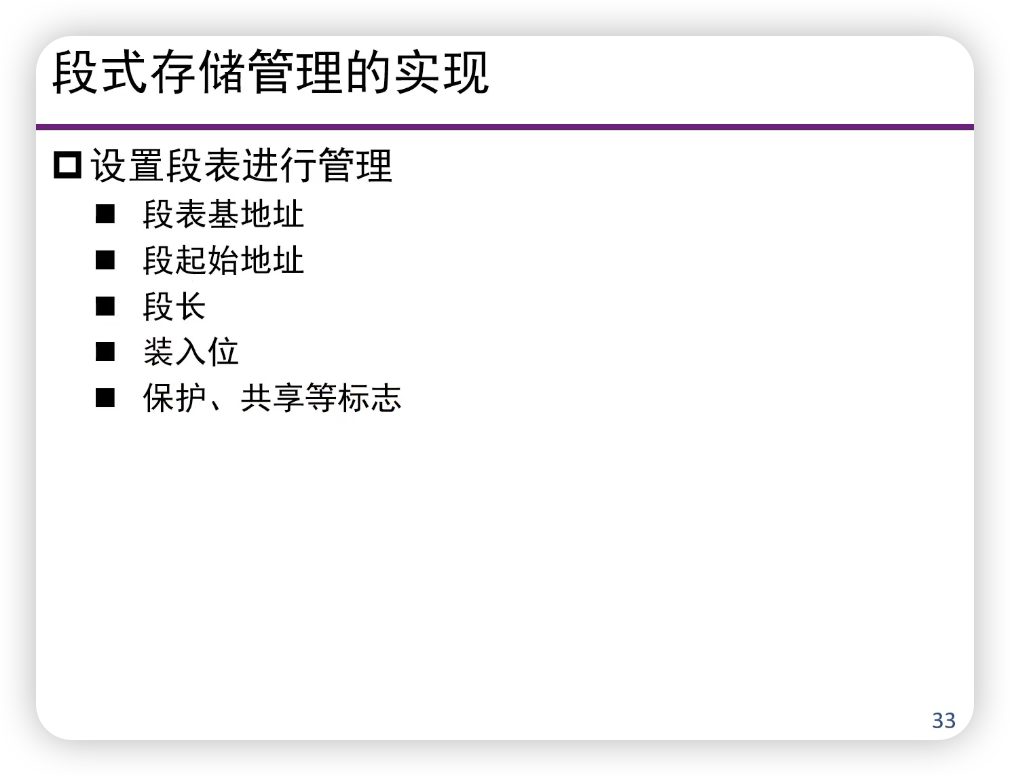 段式存储管理的实现
设置段表进行管理
段表基地址
段起始地址
段长
装入位
保护、共享等标志
33